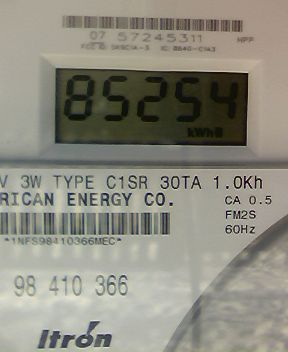 07 57245311
HPP
85254
kWh
V 3W TYPE C1SR 30TA 1.0Kh
RICAN ENERGY CO.
CA 0.5
FM2S
60Hz
*1NFS98410366MEC*
98 410 366
Itron